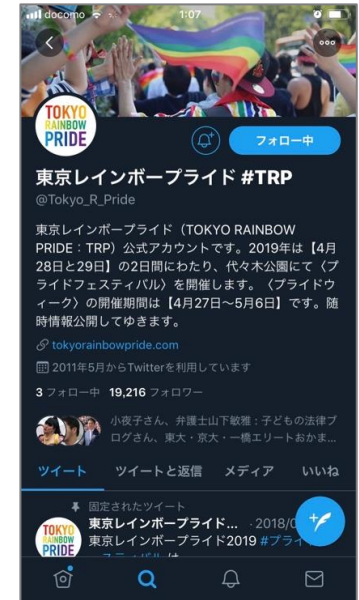 docomo
1:07
TOKYO
RAINBOW
PRIDE
フォロー中
東京レインボープライド #TRP
@Tokyo_R_Pride
東京レインボープライド（TOKYO RAINBOW
PRIDE：TRP）公式アカウントです。2019年は【4月
28日と29日】の2日間にわたり、代々木公園にて〈プ
ライドフェスティバル〉を開催します。〈プライドウ
ィーク〉の開催期間は【4月27日〜5月6日】です。随
時情報公開してゆきます。
tokyorainbowpride.com
2011年5月からTwitterを利用しています
3 フォロー中 19,216 フォロワー
小夜子さん、弁護士山下敏雅：子どもの法律ブ
ログさん、東大・京大・一橋エリートおかま...
ツイート ツイートと返信 メディア いいね
固定されたツイート
東京レインボープライド... · 2018/
東京レインボープライド2019 #プライ
TOKYO
RAINBOW
PRIDE